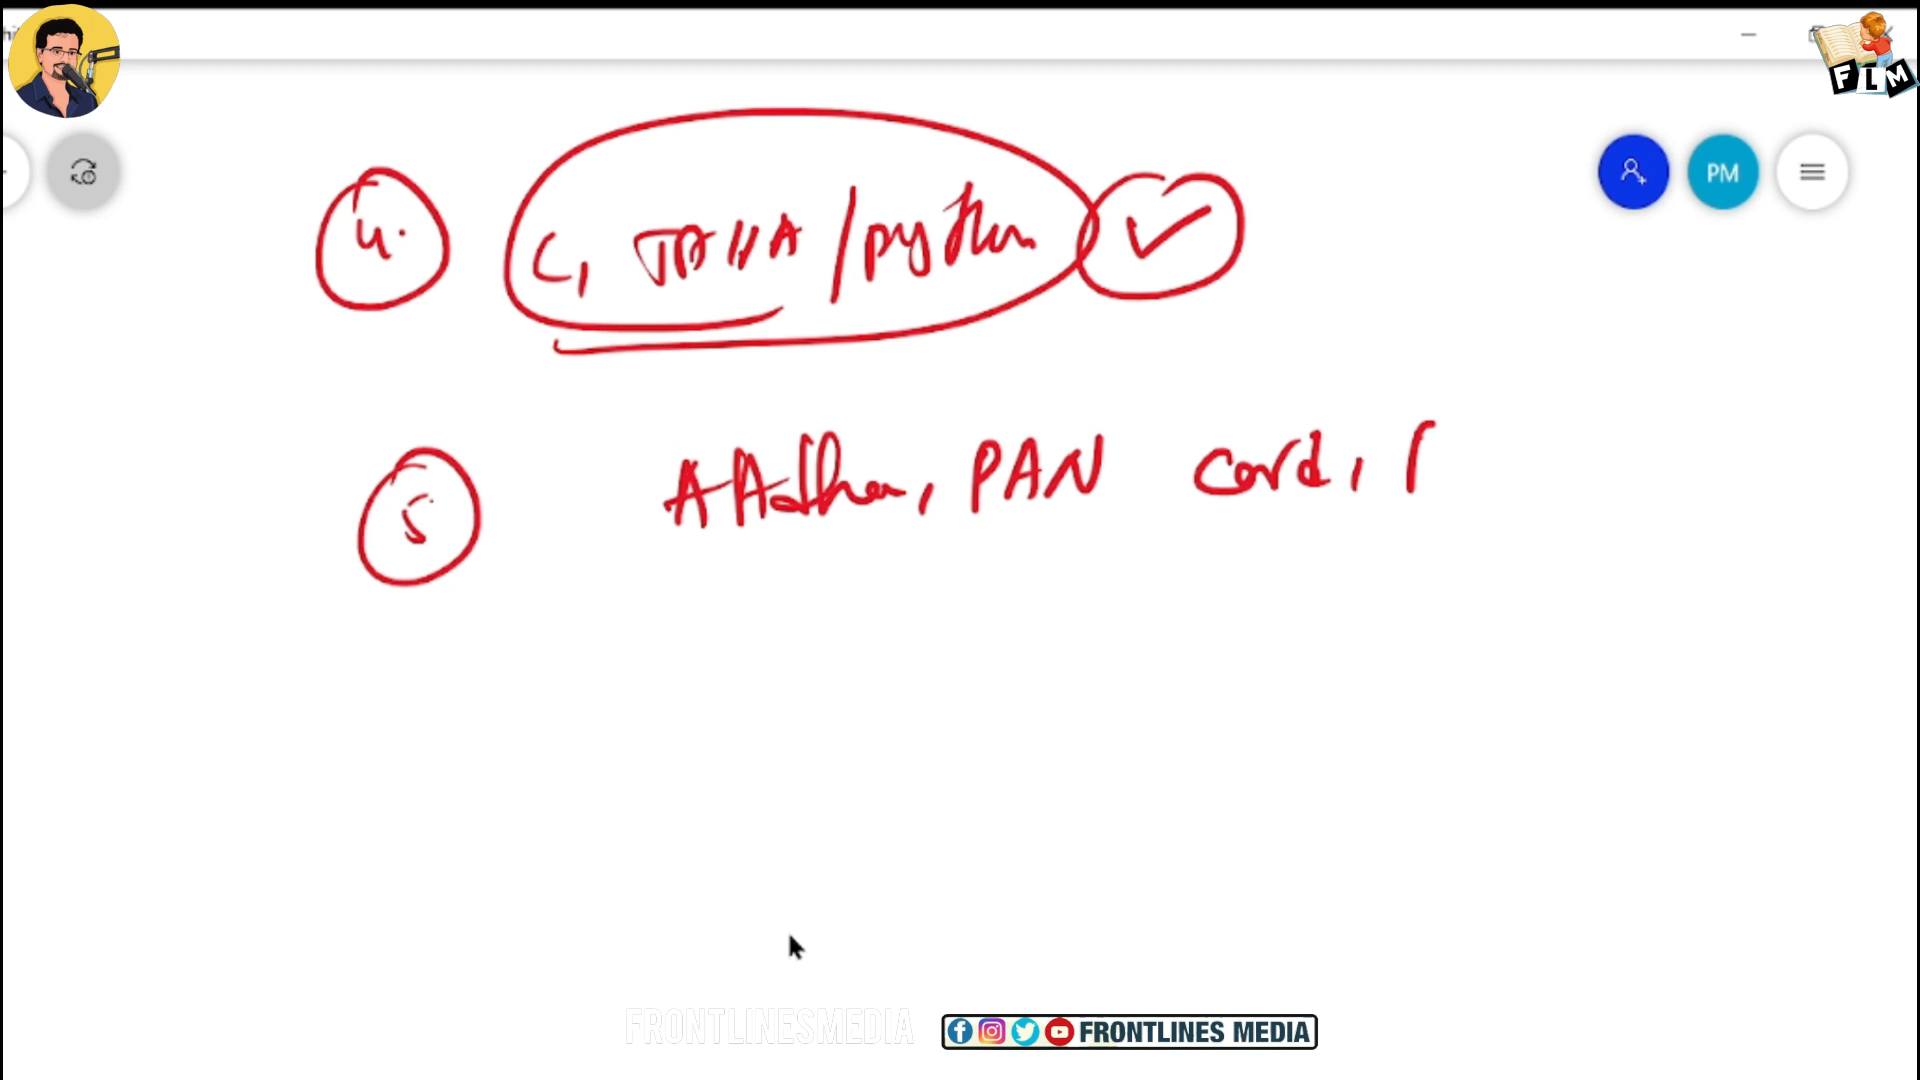 FLM
PM
4. C, JAVA/python
5. AAdhar, PAN card, P
FRONTLINESMEDIA
FRONTLINES MEDIA